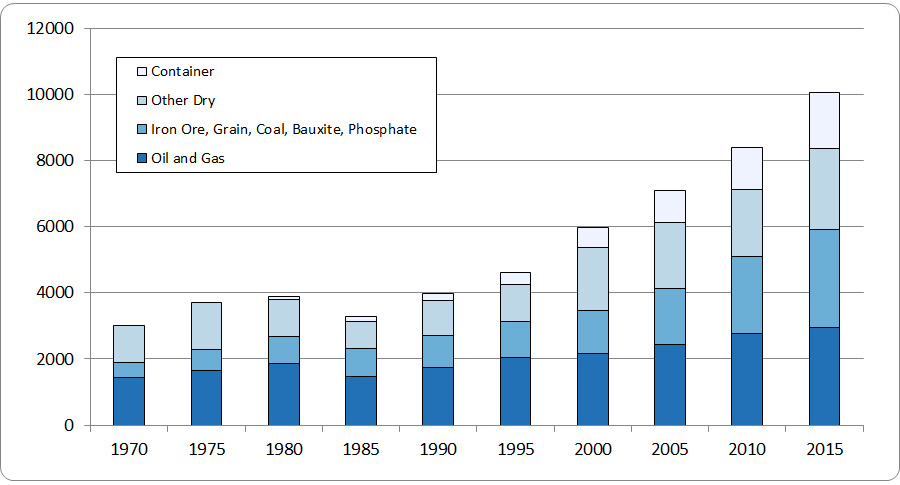 12000
10000
8000
6000
4000
2000
0
Container
Other Dry
Iron Ore, Grain, Coal, Bauxite, Phosphate
Oil and Gas
1970 1975 1980 1985 1990 1995 2000 2005 2010 2015